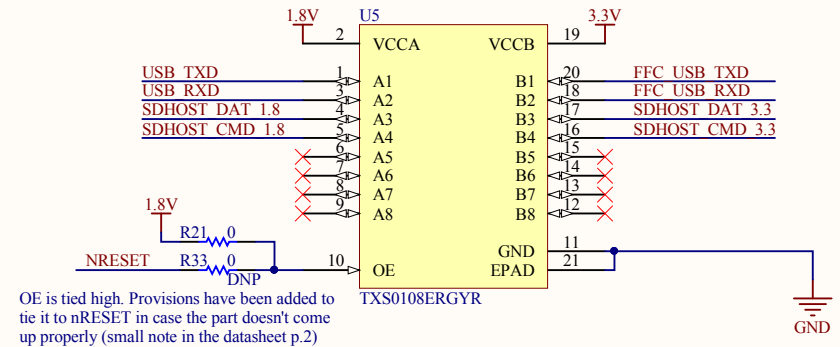 1.8V U5 3.3V
2 VCCA VCCB 19
USB_TXD 1 A1 B1 20 FFC_USB_TXD
USB_RXD 3 A2 B2 18 FFC_USB_RXD
SDHOST_DAT_1.8 4 A3 B3 17 SDHOST_DAT_3.3
SDHOST_CMD_1.8 5 A4 B4 16 SDHOST_CMD_3.3
6 A5 B5 15
7 A6 B6 14
8 A7 B7 13
9 A8 B8 12
1.8V
R21 0
GND 11
NRESET R33 0 10 OE EPAD 21
DNP
TXS0108ERGYR
GND
OE is tied high. Provisions have been added to
tie it to nRESET in case the part doesn't come
up properly (small note in the datasheet p.2)